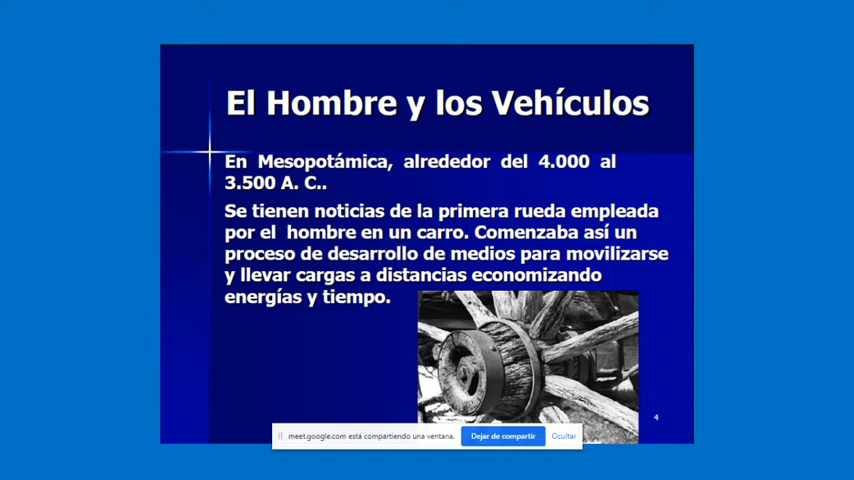 El Hombre y los Vehículos
En Mesopotámica, alrededor del 4.000 al
3.500 A. C..
Se tienen noticias de la primera rueda empleada
por el hombre en un carro. Comenzaba así un
proceso de desarrollo de medios para movilizarse
y llevar cargas a distancias economizando
energías y tiempo.
4
meet.google.com está compartiendo una ventana. Dejar de compartir Ocultar